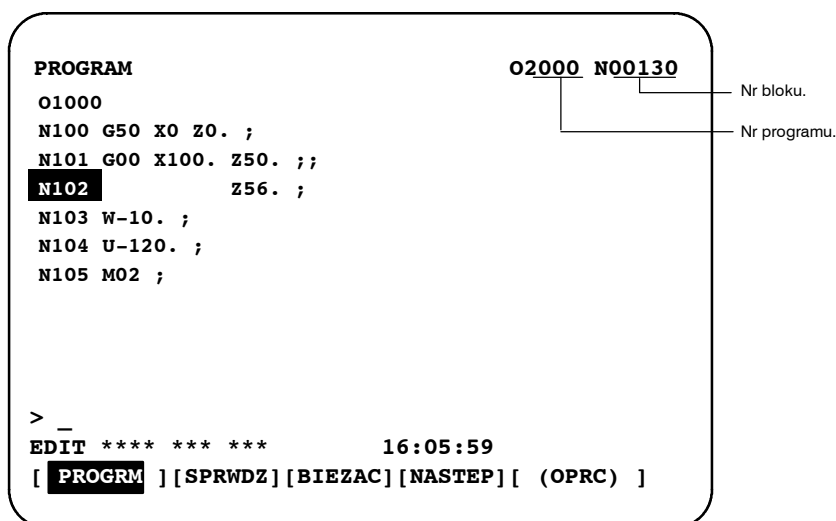 PROGRAM O2000 N00130
O1000
N100 G50 X0 Z0. ;
N101 G00 X100. Z50. ;;
N102 Z56. ;
N103 W-10. ;
N104 U-120. ;
N105 M02 ;
> _
EDIT **** *** *** 16:05:59
[ PROGRM ][SPRWDZ][BIEZAC][NASTEP][ (OPRC) ]
Nr bloku.
Nr programu.